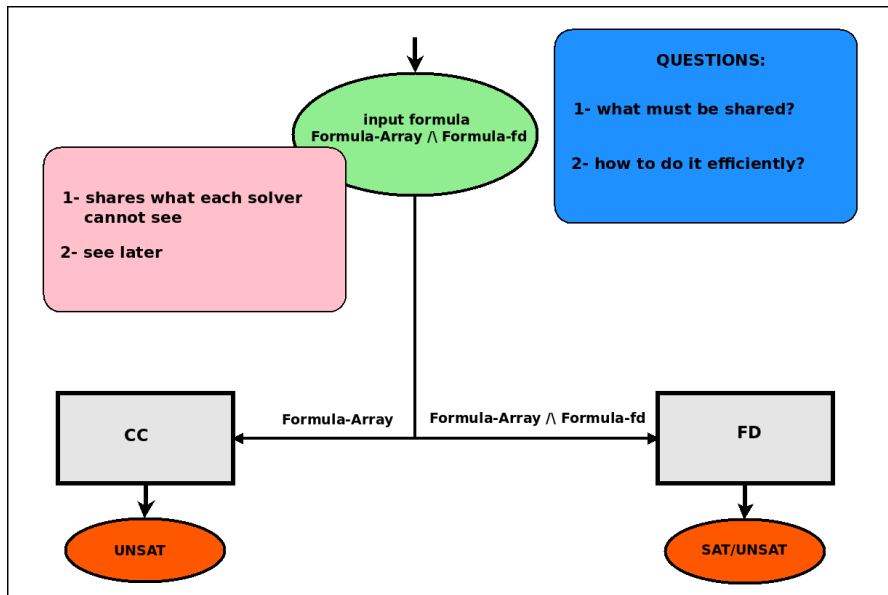 input formula
Formula-Array /\ Formula-fd
QUESTIONS:
1- what must be shared?
2- how to do it efficiently?
1- shares what each solver
cannot see
2- see later
Formula-Array
Formula-Array /\ Formula-fd
CC
FD
UNSAT
SAT/UNSAT